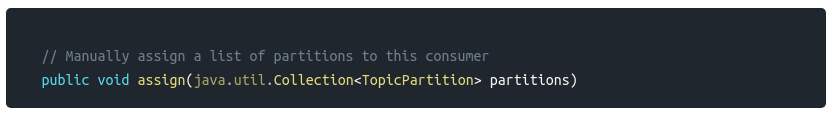 // Manually assign a list of partitions to this consumer
public void assign(java.util.Collection<TopicPartition> partitions)